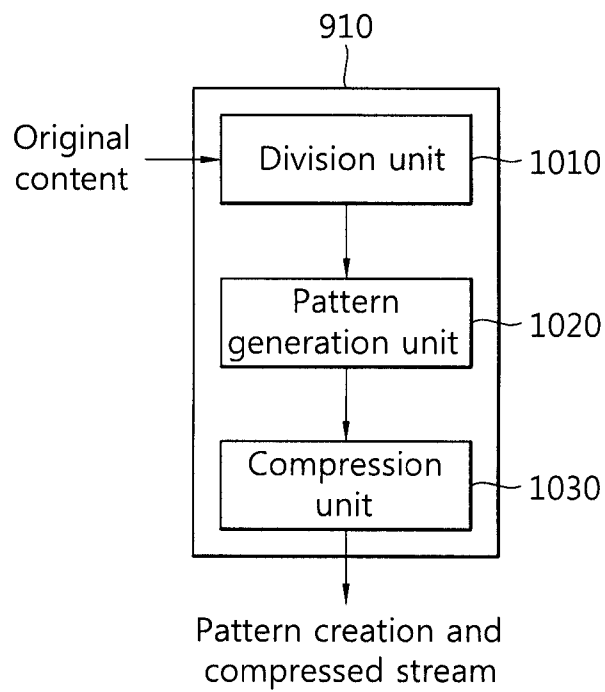 910
Original
content
Division unit
1010
Pattern
generation unit
1020
Compression
unit
1030
Pattern creation and
compressed stream